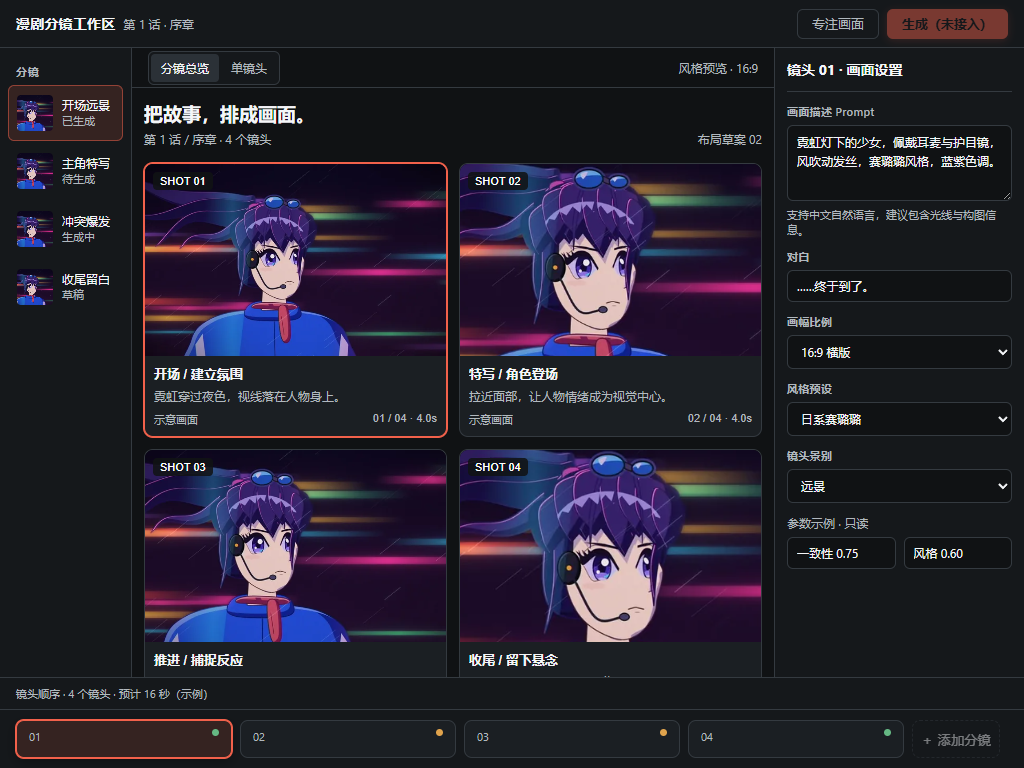 漫剧分镜工作区 第 1 话 · 序章
专注画面
生成（未接入）
分镜
开场远景
已生成
主角特写
待生成
冲突爆发
生成中
收尾留白
草稿
分镜总览 单镜头
风格预览 · 16:9
把故事，排成画面。
第 1 话 / 序章 · 4 个镜头
布局草案 02
SHOT 01
开场 / 建立氛围
霓虹穿过夜色，视线落在人物身上。
示意画面
01 / 04 · 4.0s
SHOT 02
特写 / 角色登场
拉近面部，让人物情绪成为视觉中心。
示意画面
02 / 04 · 4.0s
SHOT 03
推进 / 捕捉反应
SHOT 04
收尾 / 留下悬念
镜头 01 · 画面设置
画面描述 Prompt
霓虹灯下的少女，佩戴耳麦与护目镜，
风吹动发丝，赛璐璐风格，蓝紫色调。
支持中文自然语言，建议包含光线与构图信
息。
对白
……终于到了。
画幅比例
16:9 横版
风格预设
日系赛璐璐
镜头景别
远景
参数示例 · 只读
一致性 0.75
风格 0.60
镜头顺序 · 4 个镜头 · 预计 16 秒（示例）
01
02
03
04
+ 添加分镜